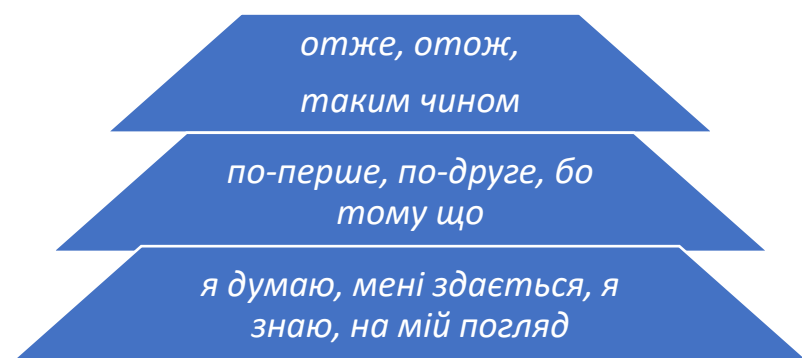 отже, отож,
таким чином
по-перше, по-друге, бо
тому що
я думаю, мені здається, я
знаю, на мій погляд